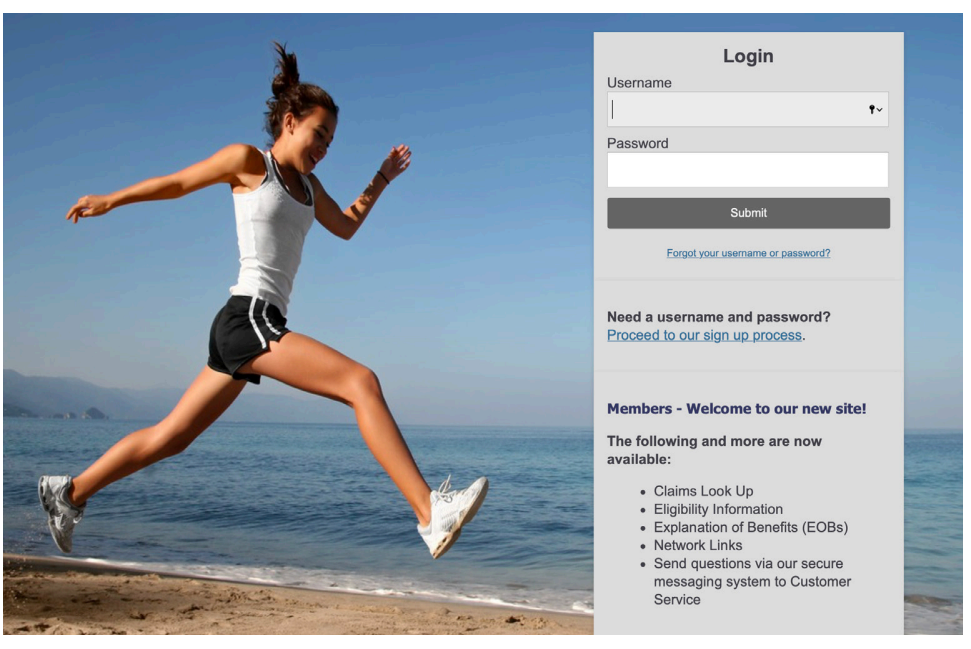 Login
Username
Password
Submit
Forgot your username or password?
Need a username and password?
Proceed to our sign up process.
Members - Welcome to our new site!
The following and more are now
available:
Claims Look Up
Eligibility Information
Explanation of Benefits (EOBs)
Network Links
Send questions via our secure
messaging system to Customer
Service